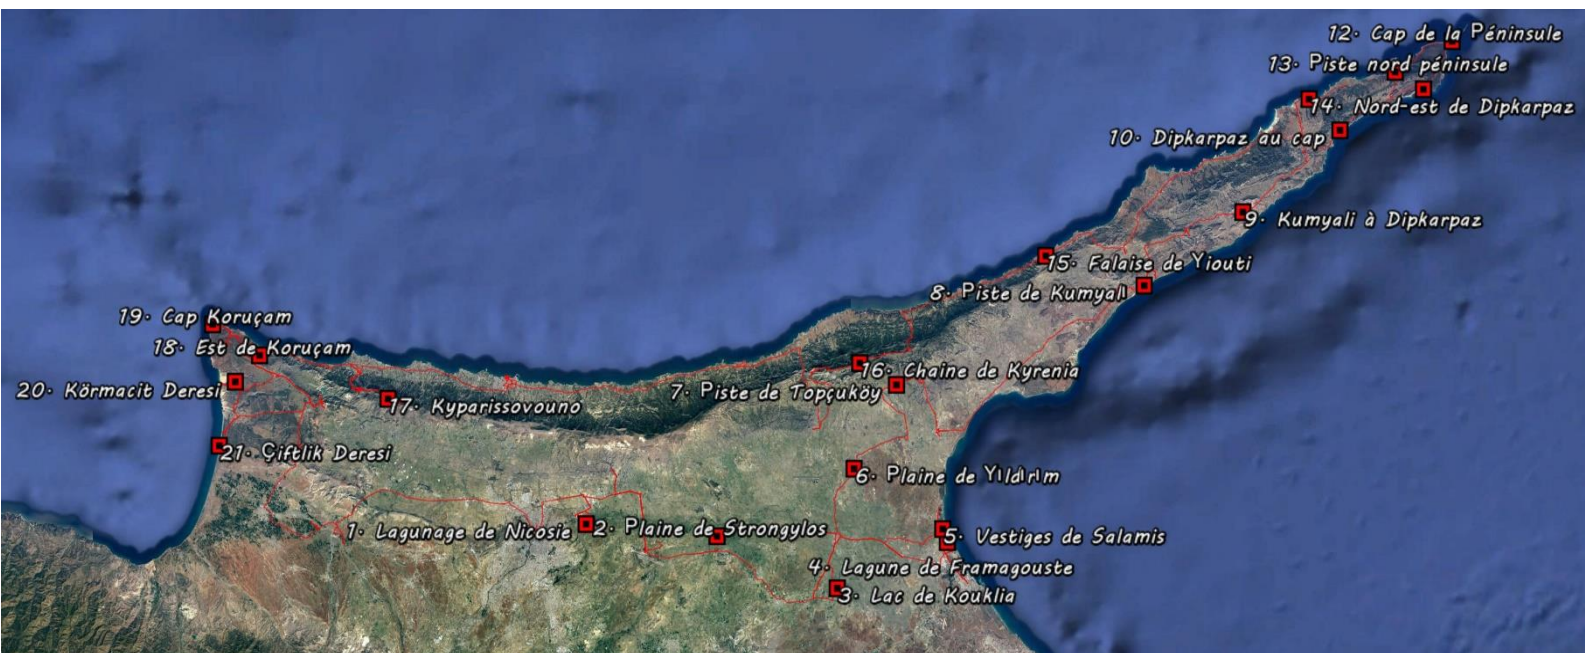 12. Cap de la Péninsule
13. Piste nord péninsule
14. Nord-est de Dipkarpaz
10. Dipkarpaz au cap
9. Kumyali à Dipkarpaz
15. Falaise de Yiouti
8. Piste de Kumyali
19. Cap Koruçam
18. Est de Koruçam
16. Chaîne de Kyrenia
20. Körmacit Deresi
7. Piste de Topçuköy
17. Kyparissovouno
21. Çiftlik Deresi
6. Plaine de Yıldırım
1. Lagunage de Nicosie
2. Plaine de Strongylos
5. Vestiges de Salamis
4. Lagune de Framagouste
3. Lac de Kouklia